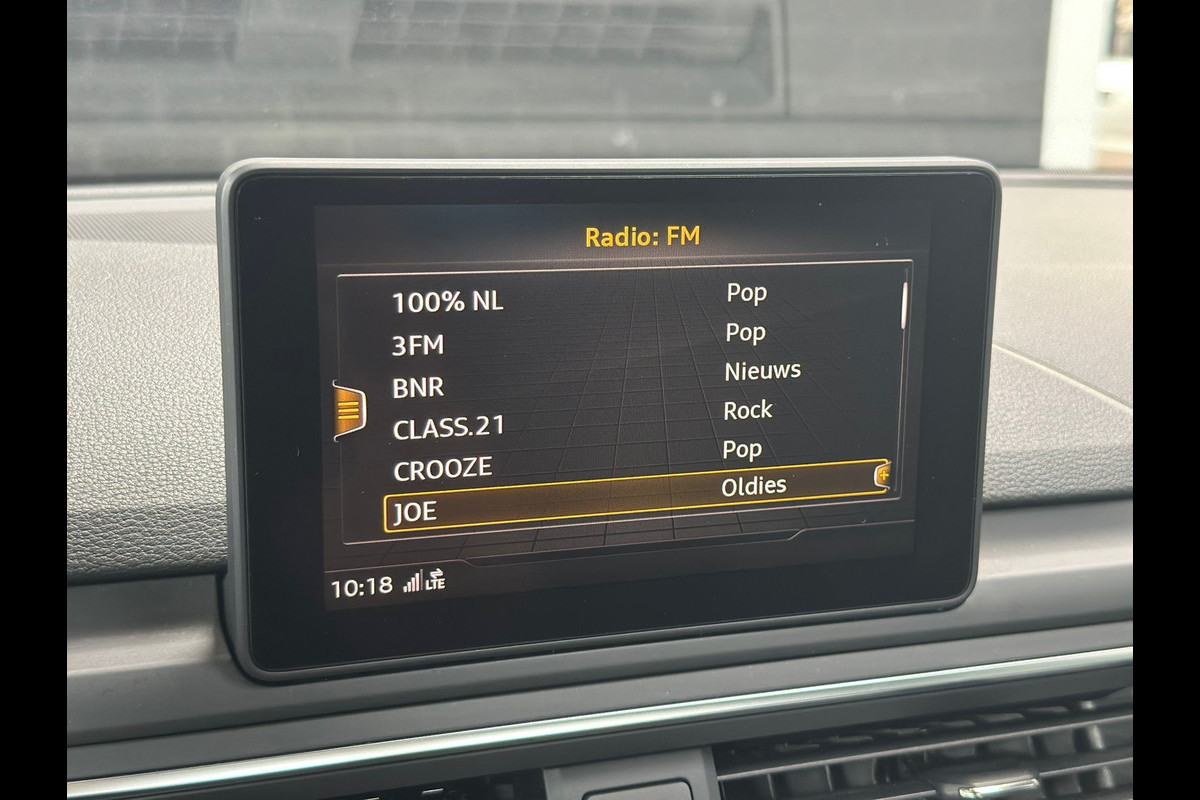 Radio: FM
100% NL Pop
3FM Pop
BNR Nieuws
CLASS.21 Rock
CROOZE Pop
JOE Oldies
10:18 LTE